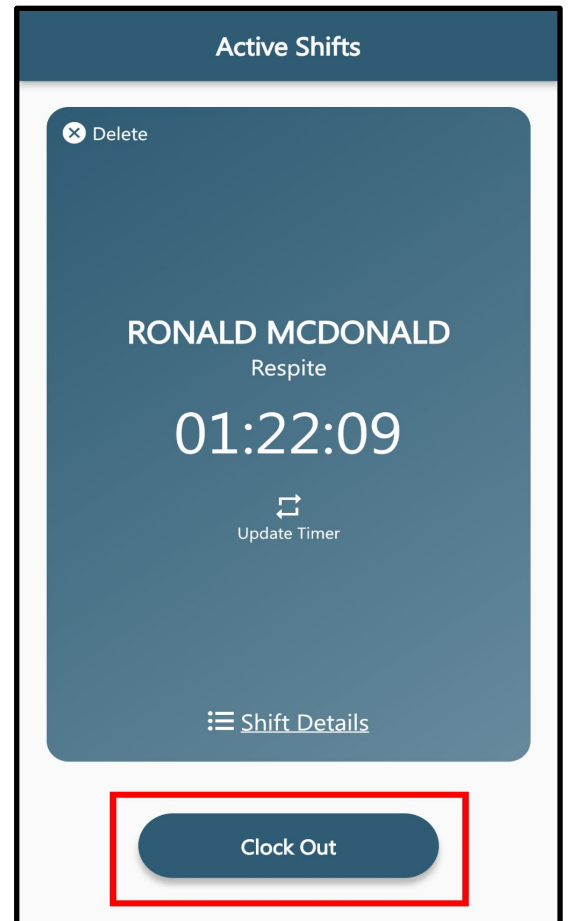 Active Shifts
Delete
RONALD MCDONALD
Respite
01:22:09
Update Timer
Shift Details
Clock Out